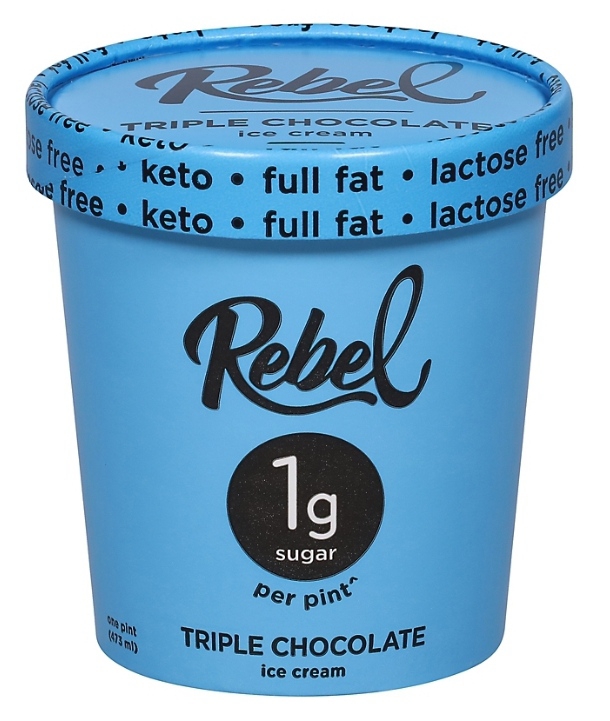 Rebel
TRIPLE CHOCOLATE
ice cream
free • keto • full fat • lactose free
free • keto • full fat • lactose free
Rebel
1g
sugar
per pint^
one pint
(473 ml)
TRIPLE CHOCOLATE
ice cream